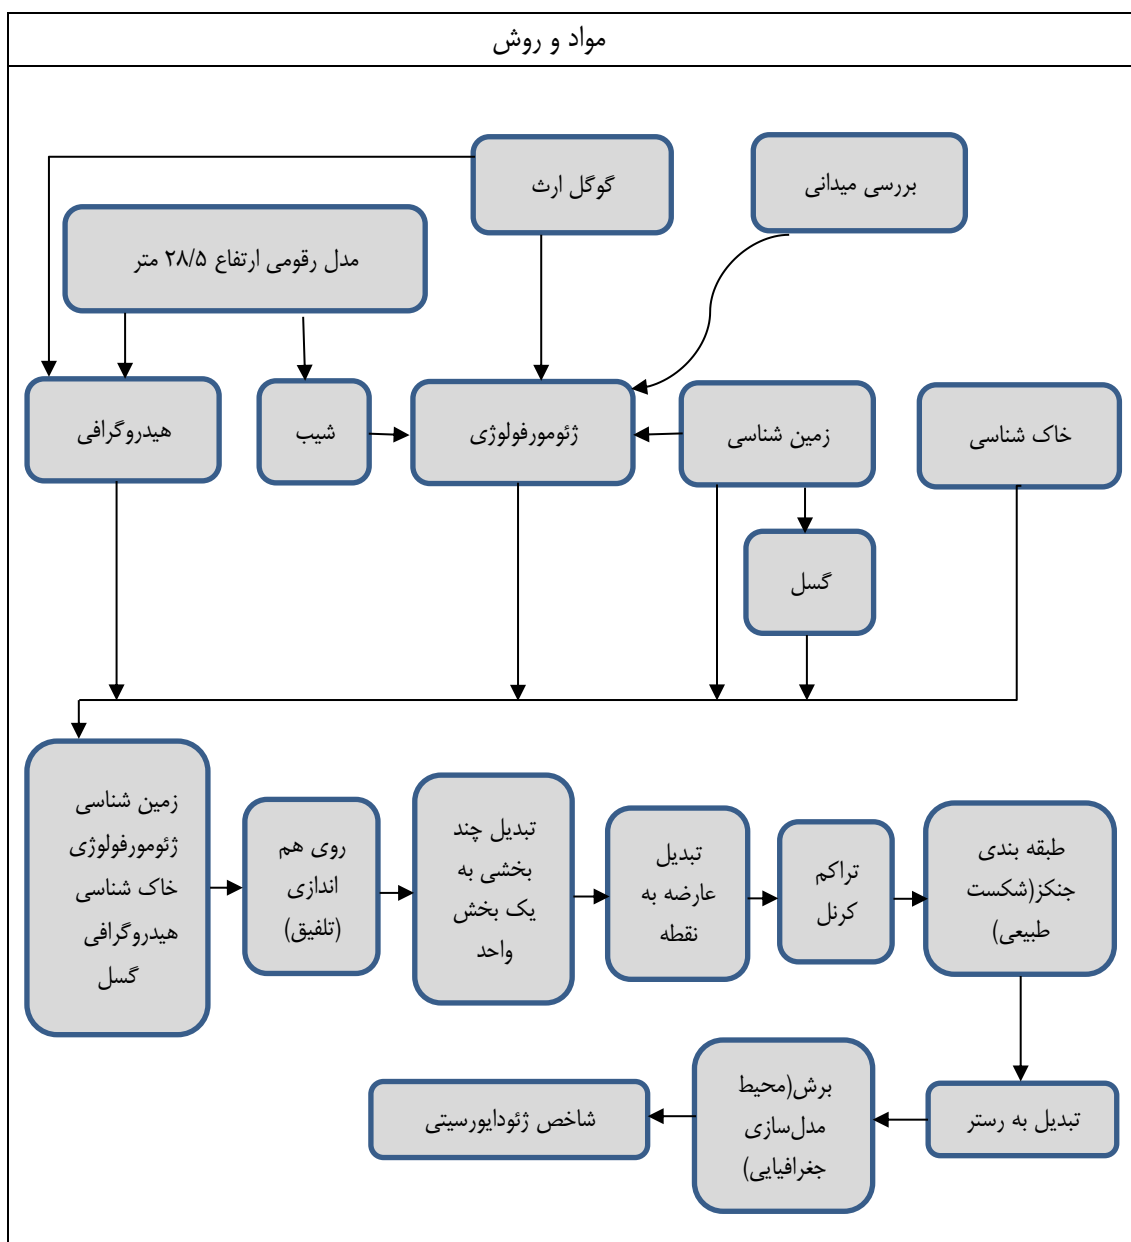 مواد و روش
گوگل ارث
بررسی میدانی
مدل رقومی ارتفاع ۲۸/۵ متر
هیدروگرافی
شیب
ژئومورفولوژی
زمین شناسی
خاک شناسی
گسل
زمین شناسی
ژئومورفولوژی
خاک شناسی
هیدروگرافی
گسل
روی هم
اندازی
(تلفیق)
تبدیل چند
بخشی به
یک بخش
واحد
تبدیل
عارضه به
نقطه
تراکم
کرنل
طبقه بندی
جنکز(شکست
طبیعی)
تبدیل به رستر
برش(محیط
مدل‌سازی
جغرافیایی)
شاخص ژئودایورسیتی